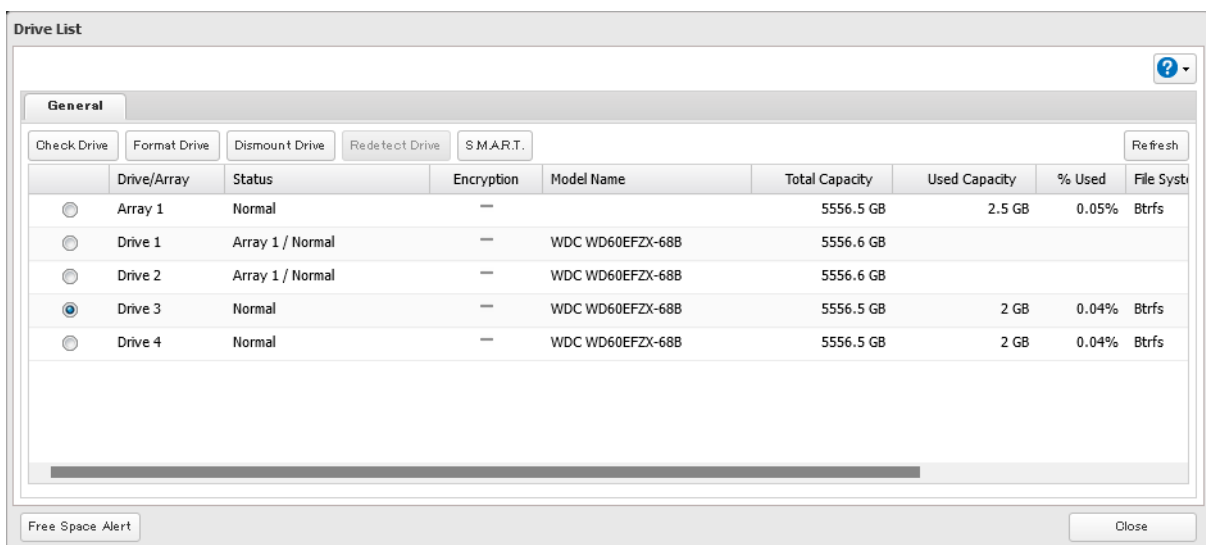 Drive List
General
Check Drive Format Drive Dismount Drive Redetect Drive S.M.A.R.T. Refresh
Drive/Array Status Encryption Model Name Total Capacity Used Capacity % Used File Syste
Array 1 Normal — 5556.5 GB 2.5 GB 0.05% Btrfs
Drive 1 Array 1 / Normal — WDC WD60EFZX-68B 5556.6 GB
Drive 2 Array 1 / Normal — WDC WD60EFZX-68B 5556.6 GB
Drive 3 Normal — WDC WD60EFZX-68B 5556.5 GB 2 GB 0.04% Btrfs
Drive 4 Normal — WDC WD60EFZX-68B 5556.5 GB 2 GB 0.04% Btrfs
Free Space Alert Close